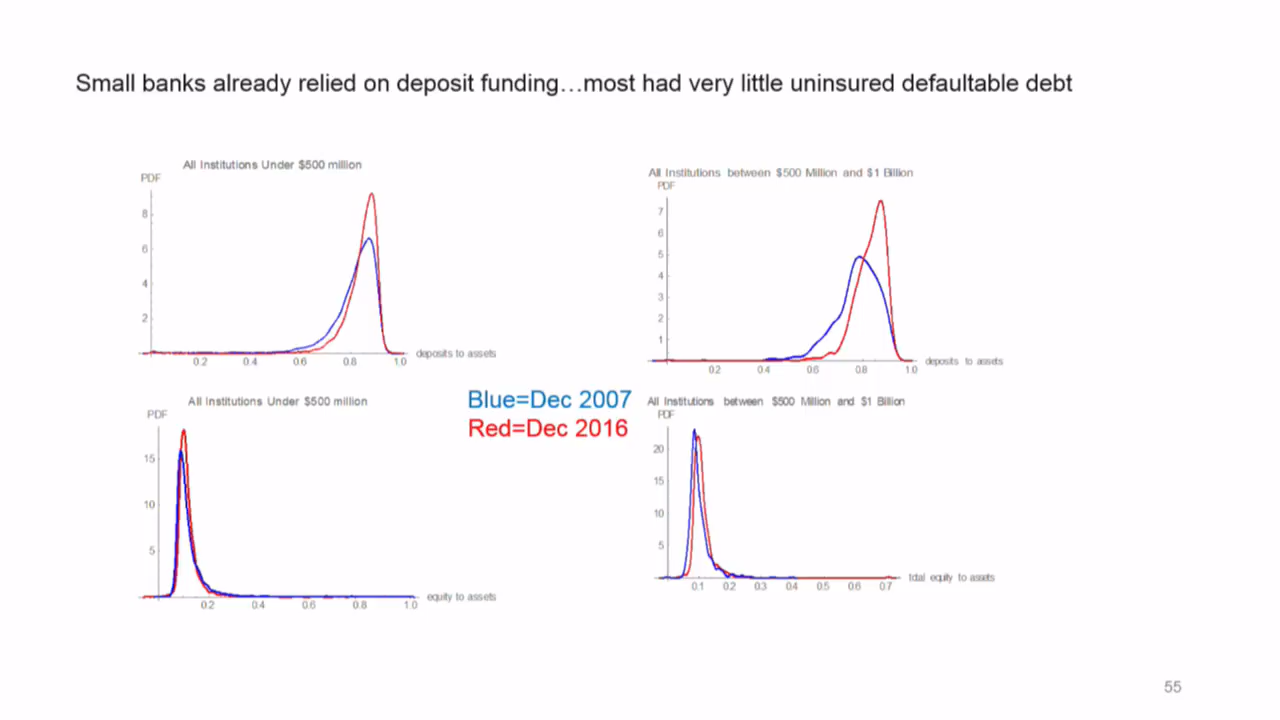 Small banks already relied on deposit funding…most had very little uninsured defaultable debt
All Institutions Under $500 million
PDF
8
6
4
2
0.2 0.4 0.6 0.8 1.0
deposits to assets
All Institutions between $500 Million and $1 Billion
PDF
7
6
5
4
3
2
1
0.2 0.4 0.6 0.8 1.0
deposits to assets
Blue=Dec 2007
Red=Dec 2016
All Institutions Under $500 million
PDF
15
10
5
0.2 0.4 0.6 0.8 1.0
equity to assets
All Institutions between $500 Million and $1 Billion
PDF
20
15
10
5
0.1 0.2 0.3 0.4 0.5 0.6 0.7
total equity to assets
55